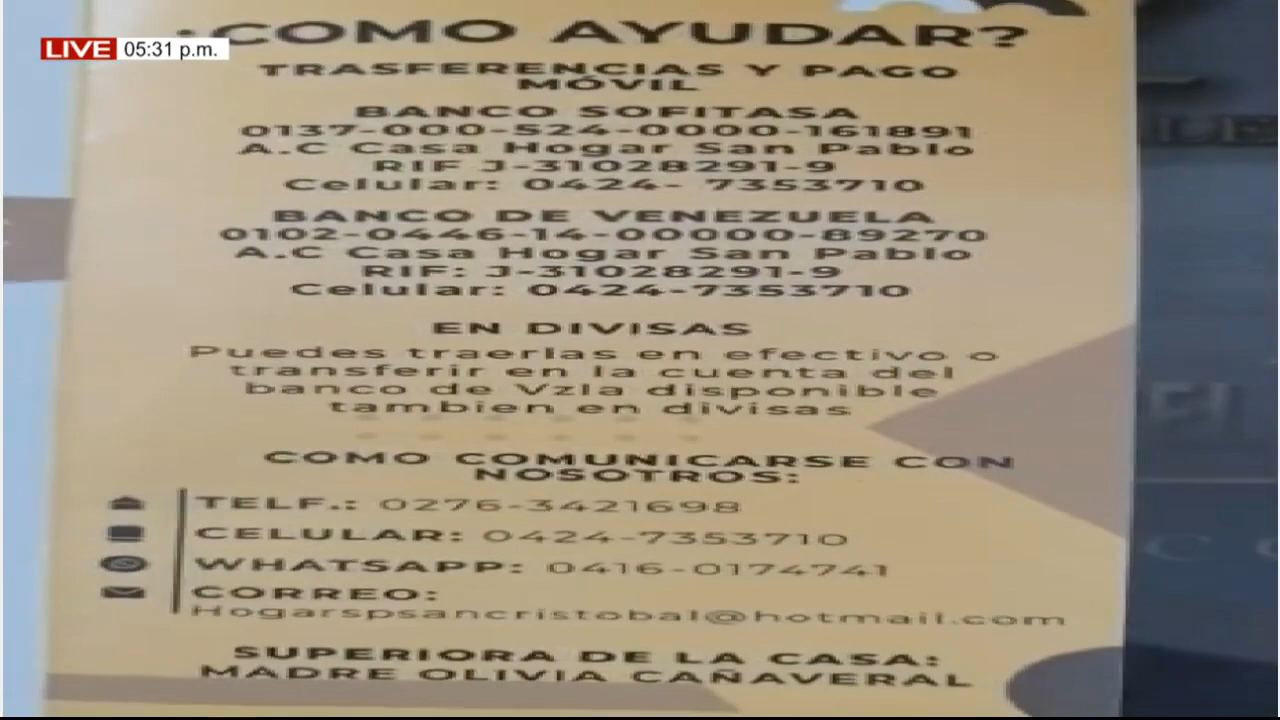 LIVE 05:31 p.m.
¿COMO AYUDAR?
TRASFERENCIAS Y PAGO
MÓVIL
BANCO SOFITASA
0137-000-524-0000-161891
A.C Casa Hogar San Pablo
RIF J-31028291-9
Celular: 0424- 7353710
BANCO DE VENEZUELA
0102-0446-14-00000-89270
A.C Casa Hogar San Pablo
RIF: J-31028291-9
Celular: 0424-7353710
EN DIVISAS
Puedes traerlas en efectivo o
transferir en la cuenta del
banco de Vzla disponible
tambien en divisas
COMO COMUNICARSE CON
NOSOTROS:
TELF.: 0276-3421698
CELULAR: 0424-7353710
WHATSAPP: 0416-0174741
CORREO:
Hogarspsancristobal@hotmail.com
SUPERIORA DE LA CASA:
MADRE OLIVIA CAÑAVERAL